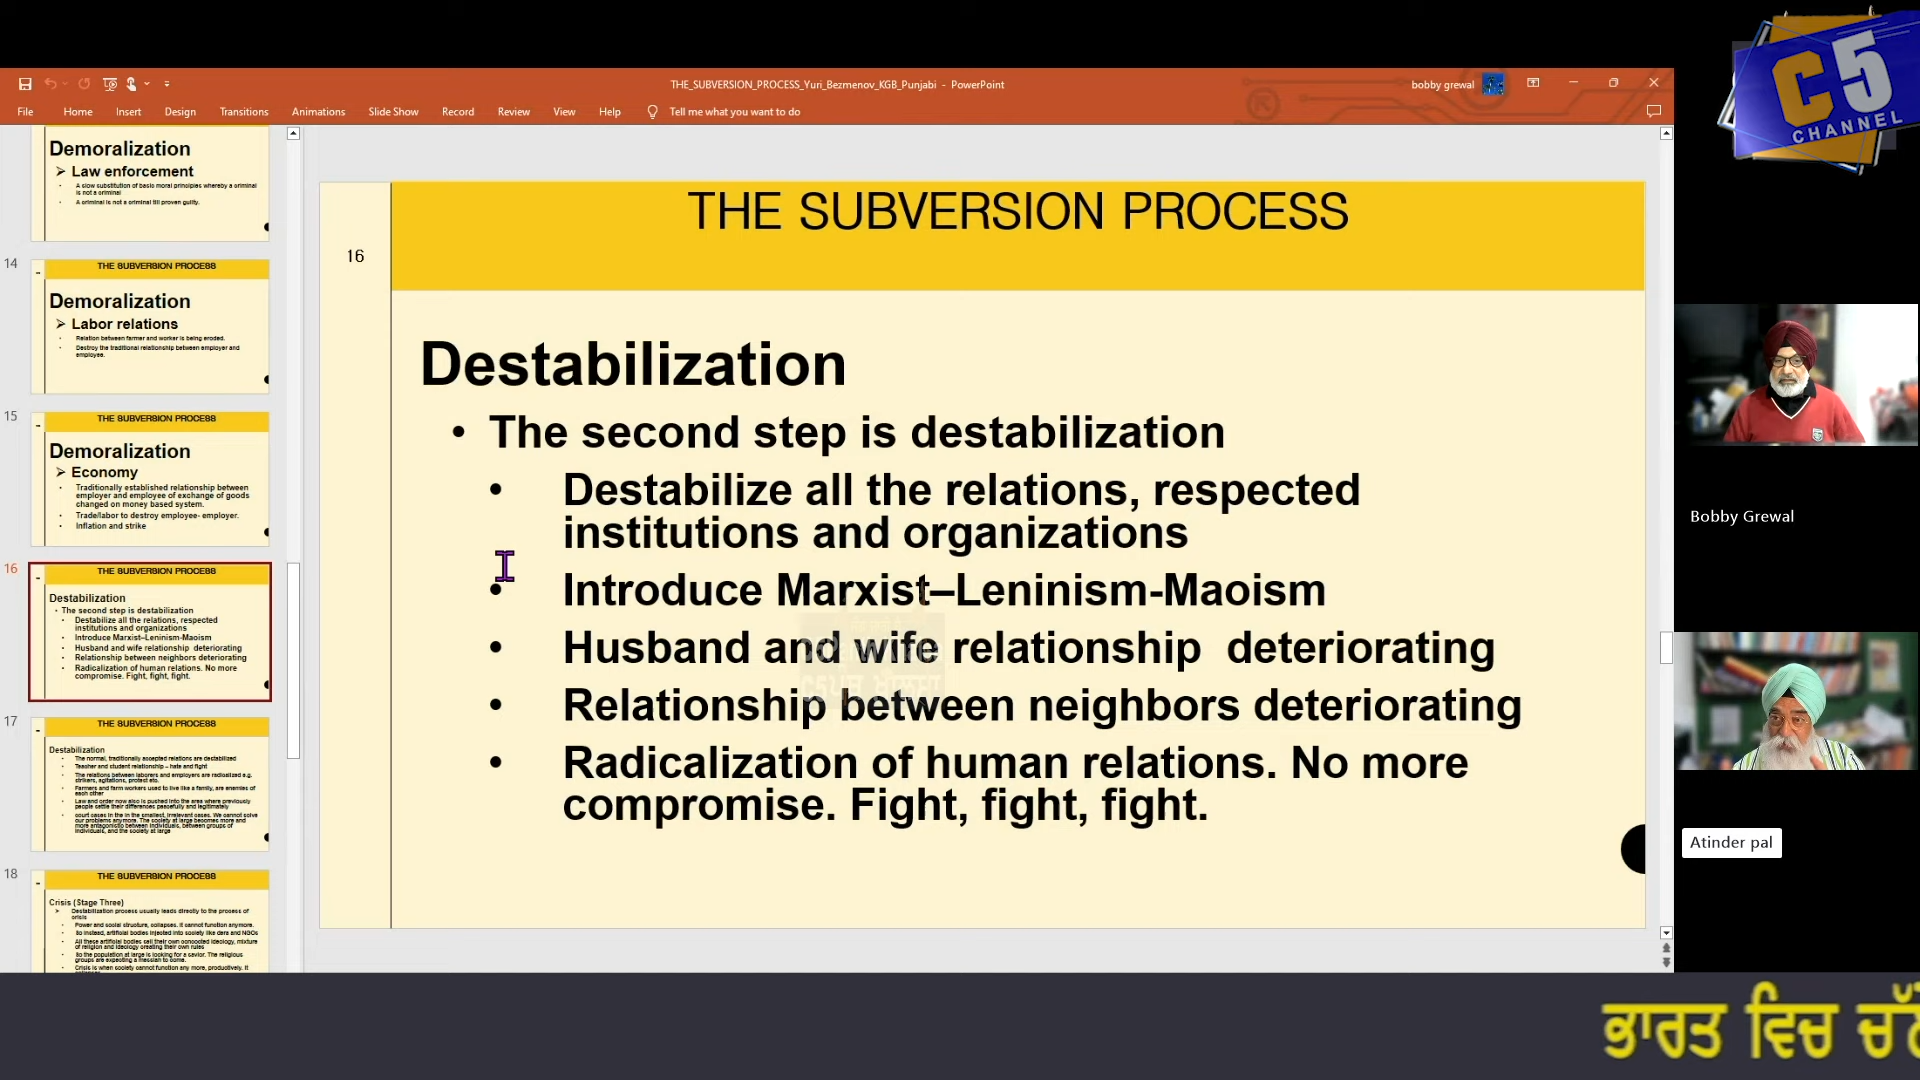 C5
CHANNEL
THE_SUBVERSION_PROCESS_Yuri_Bezmenov_KGB_Punjabi - PowerPoint
bobby grewal
File Home Insert Design Transitions Animations Slide Show Record Review View Help Tell me what you want to do
Demoralization
➢ Law enforcement
• A slow substitution of basic moral principles whereby a criminal
is not a criminal
• A criminal is not a criminal till proven guilty.
14
THE SUBVERSION PROCESS
Demoralization
➢ Labor relations
• Relation between farmer and worker is being eroded.
• Destroy the traditional relationship between employer and
employee.
15
THE SUBVERSION PROCESS
Demoralization
➢ Economy
• Traditionally established relationship between
employer and employee of exchange of goods
changed on money based system.
• Trade/labor to destroy employee- employer.
• Inflation and strike
16
THE SUBVERSION PROCESS
Destabilization
• The second step is destabilization
• Destabilize all the relations, respected
institutions and organizations
• Introduce Marxist–Leninism-Maoism
• Husband and wife relationship deteriorating
• Relationship between neighbors deteriorating
• Radicalization of human relations. No more
compromise. Fight, fight, fight.
17
THE SUBVERSION PROCESS
Destabilization
• The normal, traditionally accepted relations are destabilized
• Teacher and student relationship – hate and fight
• The relations between laborers and employers are radicalized e.g.
strikers, agitations, protest etc.
• Farmers and farm workers used to live like a family, are enemies of
each other
• Law and order now also is pushed into the area where previously
people settle their differences peacefully and legitimately
• court cases in the in the smallest, irrelevant cases. We cannot solve
our problems anymore. The society at large becomes more and
more antagonistic between individuals, between groups of
individuals, and the society at large
18
THE SUBVERSION PROCESS
Crisis (Stage Three)
➢ Destabilization process usually leads directly to the process of
crisis
• Power and social structure, collapses. It cannot function anymore.
• So instead, artificial bodies injected into society like dera and NGOs
• All these artificial bodies call their own concocted ideology, mixture
of religion and ideology creating their own rules
• So the population at large is looking for a savior. The religious
groups are expecting a messiah to come.
• Crisis is when society cannot function any more, productively. It
THE SUBVERSION PROCESS
16
Destabilization
• The second step is destabilization
• Destabilize all the relations, respected
institutions and organizations
• Introduce Marxist–Leninism-Maoism
• Husband and wife relationship deteriorating
• Relationship between neighbors deteriorating
• Radicalization of human relations. No more
compromise. Fight, fight, fight.
Bobby Grewal
Atinder pal
ਭਾਰਤ ਵਿਚ